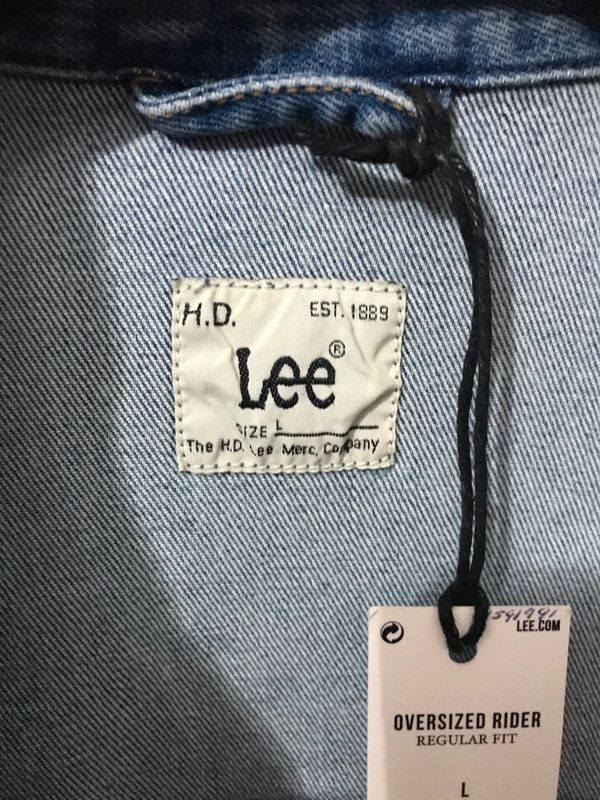 H.D. EST. 1889
Lee®
SIZE L
The H.D. Lee Merc. Company
LEE.COM
OVERSIZED RIDER
REGULAR FIT
L